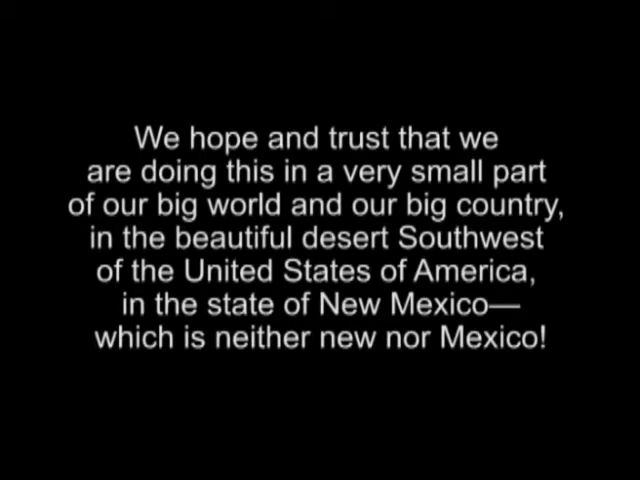 We hope and trust that we
are doing this in a very small part
of our big world and our big country,
in the beautiful desert Southwest
of the United States of America,
in the state of New Mexico—
which is neither new nor Mexico!